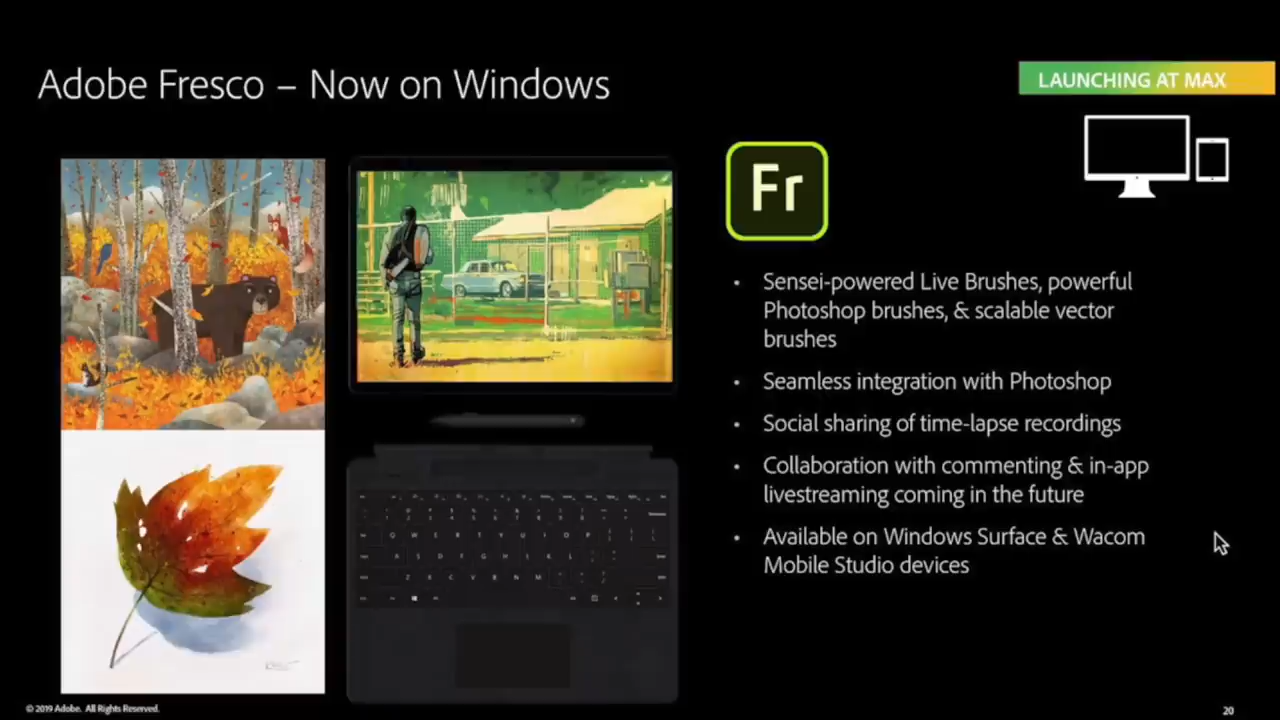 Adobe Fresco – Now on Windows
LAUNCHING AT MAX
Fr
• Sensei-powered Live Brushes, powerful
Photoshop brushes, & scalable vector
brushes
• Seamless integration with Photoshop
• Social sharing of time-lapse recordings
• Collaboration with commenting & in-app
livestreaming coming in the future
• Available on Windows Surface & Wacom
Mobile Studio devices
Q W E R T Y U I O P
A S D F G H J K L
Z X C V B N M
© 2019 Adobe. All Rights Reserved.
20